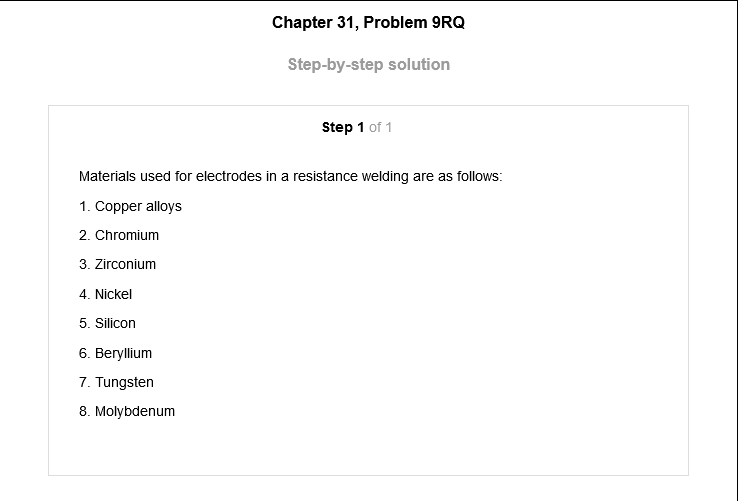 Chapter 31, Problem 9RQ
Step-by-step solution
Step 1 of 1
Materials used for electrodes in a resistance welding are as follows:
1. Copper alloys
2. Chromium
3. Zirconium
4. Nickel
5. Silicon
6. Beryllium
7. Tungsten
8. Molybdenum